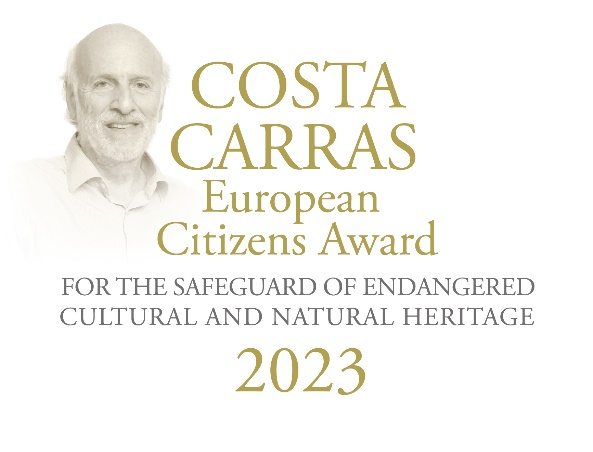 COSTA
CARRAS
European
Citizens Award
FOR THE SAFEGUARD OF ENDANGERED
CULTURAL AND NATURAL HERITAGE
2023